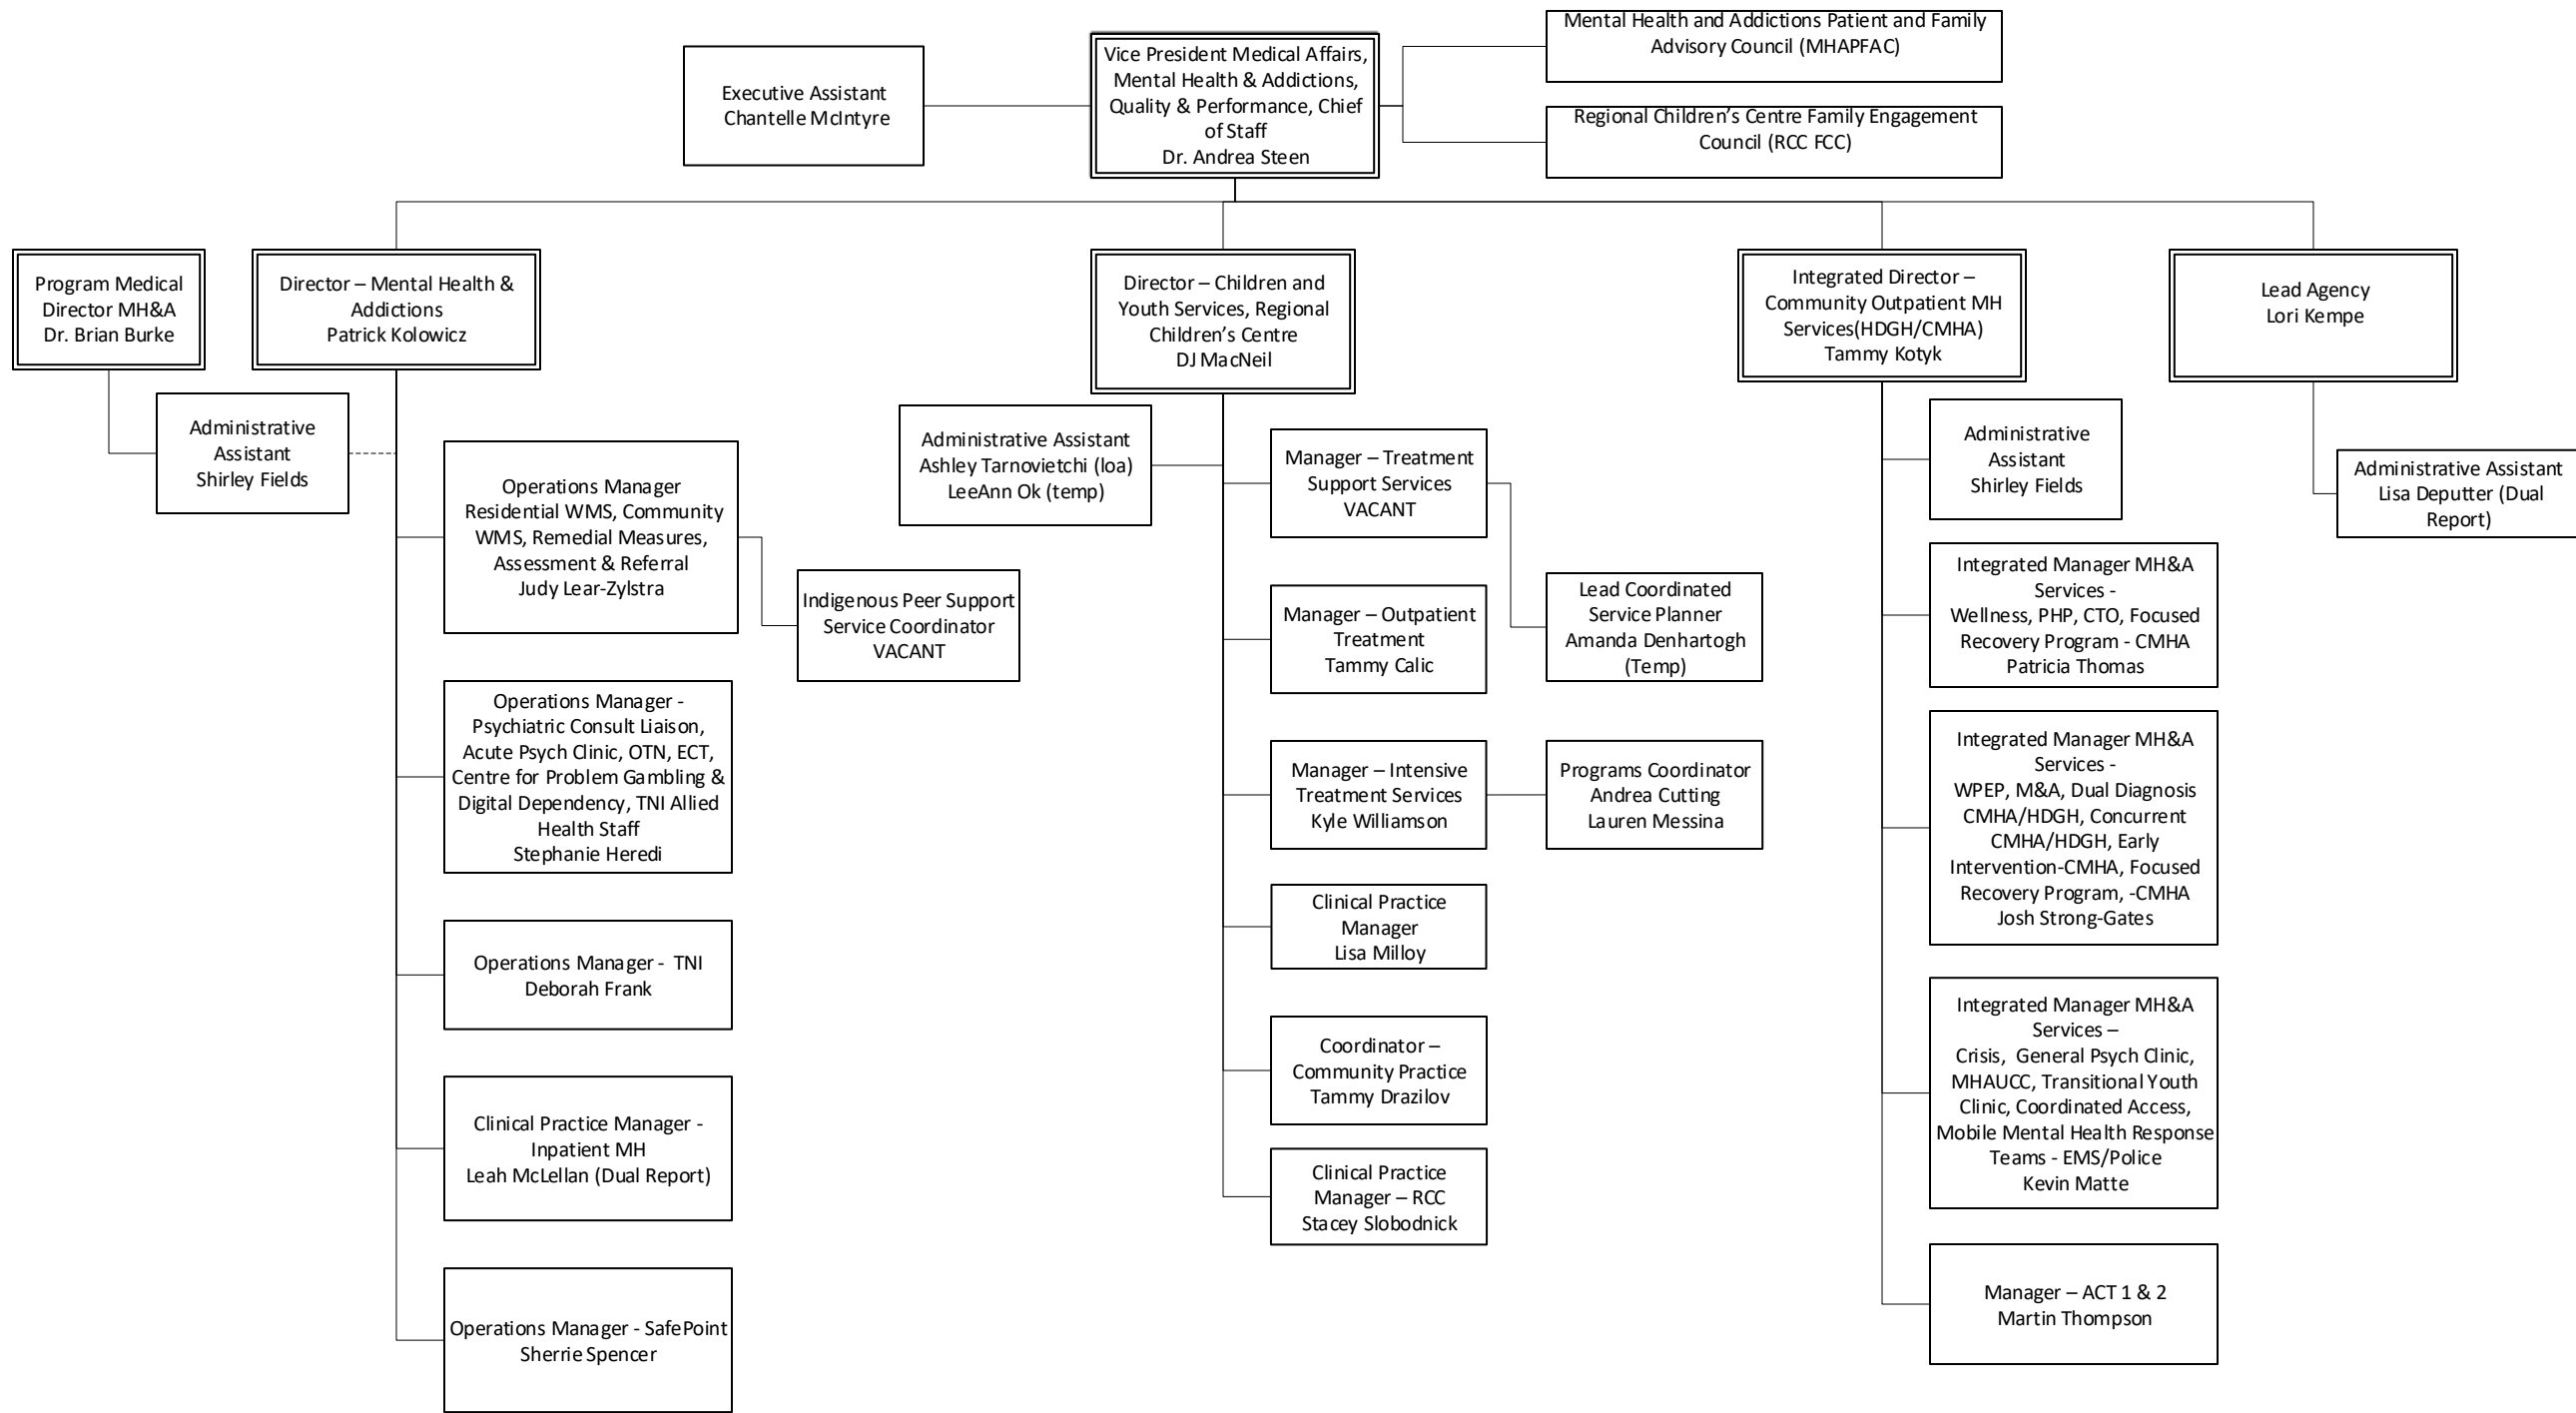 Mental Health and Addictions Patient and Family
Advisory Council (MHAPFAC)
Vice President Medical Affairs,
Mental Health & Addictions,
Quality & Performance, Chief
of Staff
Dr. Andrea Steen
Executive Assistant
Chantelle McIntyre
Regional Children's Centre Family Engagement
Council (RCC FCC)
Program Medical
Director MH&A
Dr. Brian Burke
Director – Mental Health &
Addictions
Patrick Kolowicz
Director – Children and
Youth Services, Regional
Children's Centre
DJ MacNeil
Integrated Director –
Community Outpatient MH
Services(HDGH/CMHA)
Tammy Kotyk
Lead Agency
Lori Kempe
Administrative
Assistant
Shirley Fields
Operations Manager
Residential WMS, Community
WMS, Remedial Measures,
Assessment & Referral
Judy Lear-Zylstra
Indigenous Peer Support
Service Coordinator
VACANT
Operations Manager -
Psychiatric Consult Liaison,
Acute Psych Clinic, OTN, ECT,
Centre for Problem Gambling &
Digital Dependency, TNI Allied
Health Staff
Stephanie Heredi
Operations Manager - TNI
Deborah Frank
Clinical Practice Manager -
Inpatient MH
Leah McLellan (Dual Report)
Operations Manager - SafePoint
Sherrie Spencer
Administrative Assistant
Ashley Tarnovietchi (loa)
LeeAnn Ok (temp)
Manager – Treatment
Support Services
VACANT
Lead Coordinated
Service Planner
Amanda Denhartogh
(Temp)
Manager – Outpatient
Treatment
Tammy Calic
Manager – Intensive
Treatment Services
Kyle Williamson
Programs Coordinator
Andrea Cutting
Lauren Messina
Clinical Practice
Manager
Lisa Milloy
Coordinator –
Community Practice
Tammy Drazilov
Clinical Practice
Manager – RCC
Stacey Slobodnick
Administrative
Assistant
Shirley Fields
Integrated Manager MH&A
Services -
Wellness, PHP, CTO, Focused
Recovery Program - CMHA
Patricia Thomas
Integrated Manager MH&A
Services -
WPEP, M&A, Dual Diagnosis
CMHA/HDGH, Concurrent
CMHA/HDGH, Early
Intervention-CMHA, Focused
Recovery Program, -CMHA
Josh Strong-Gates
Integrated Manager MH&A
Services –
Crisis, General Psych Clinic,
MHAUCC, Transitional Youth
Clinic, Coordinated Access,
Mobile Mental Health Response
Teams - EMS/Police
Kevin Matte
Manager – ACT 1 & 2
Martin Thompson
Administrative Assistant
Lisa Deputter (Dual
Report)